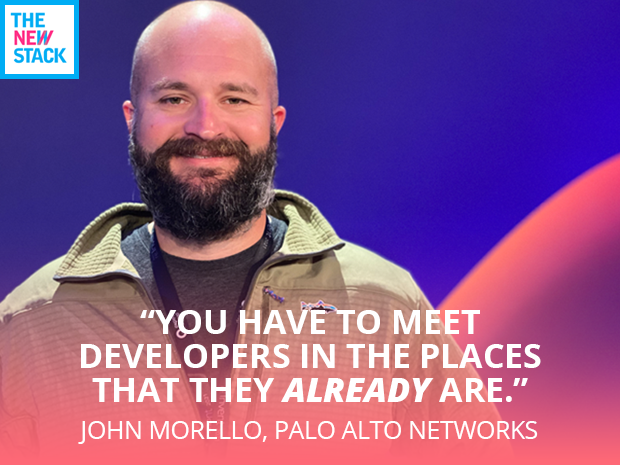 THE
NEW
STACK
“YOU HAVE TO MEET
DEVELOPERS IN THE PLACES
THAT THEY ALREADY ARE.”
JOHN MORELLO, PALO ALTO NETWORKS